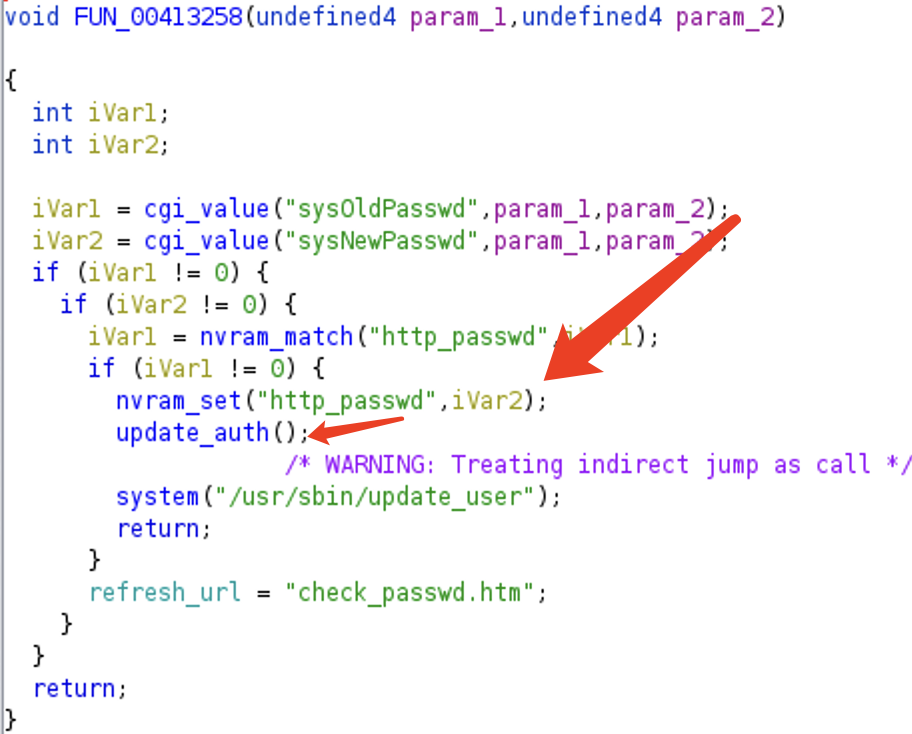 void FUN_00413258(undefined4 param_1,undefined4 param_2)
{
int iVar1;
int iVar2;
iVar1 = cgi_value("sysOldPasswd",param_1,param_2);
iVar2 = cgi_value("sysNewPasswd",param_1,param_2);
if (iVar1 != 0) {
if (iVar2 != 0) {
iVar1 = nvram_match("http_passwd",iVar1);
if (iVar1 != 0) {
nvram_set("http_passwd",iVar2);
update_auth();
/* WARNING: Treating indirect jump as call */
system("/usr/sbin/update_user");
return;
}
refresh_url = "check_passwd.htm";
}
}
return;
}